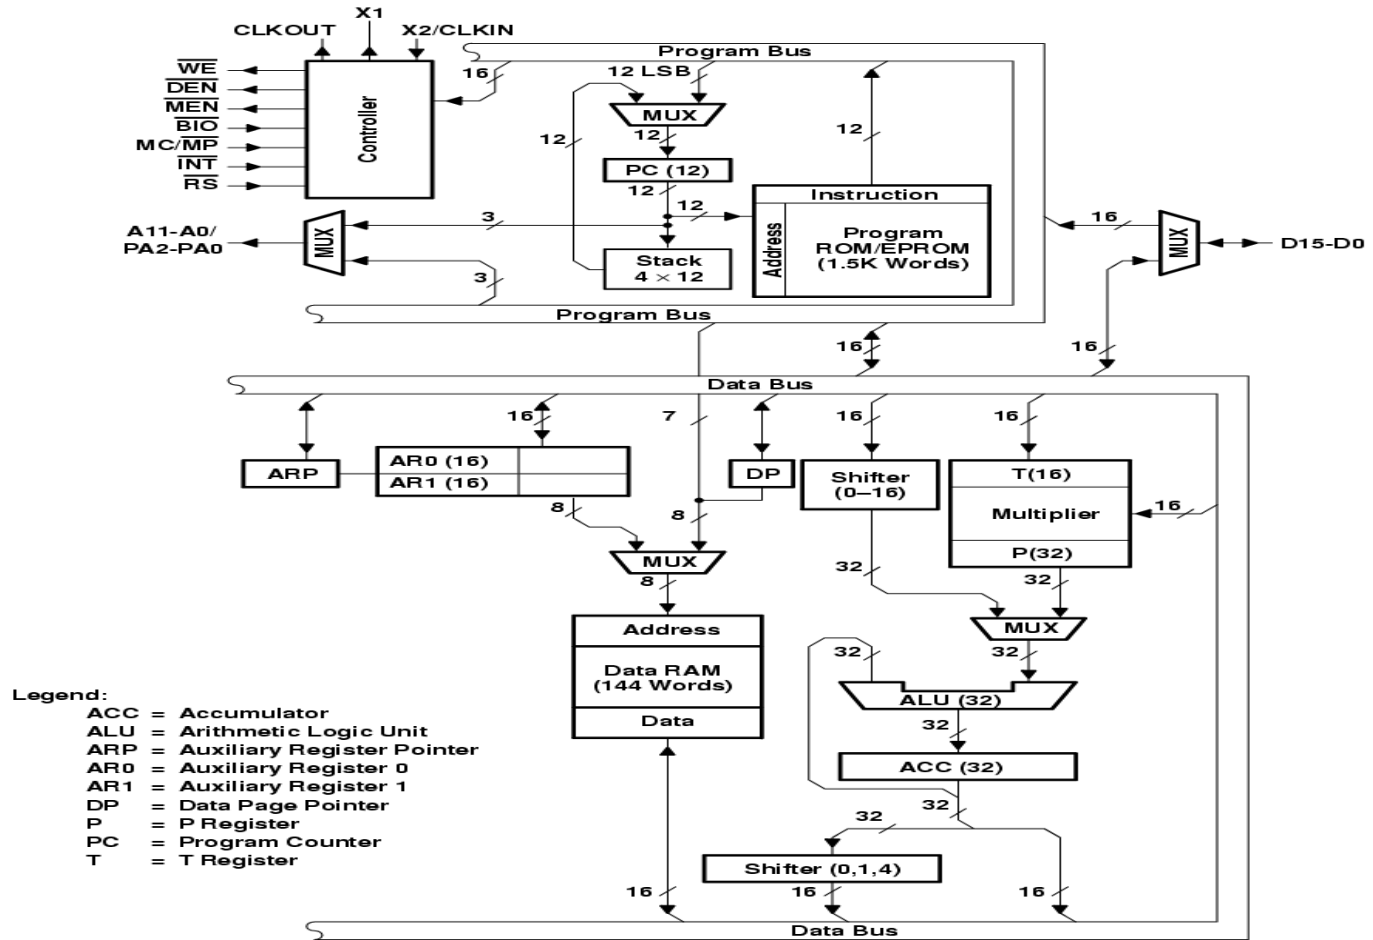 X1
CLKOUT
X2/CLKIN
Program Bus
WE
DEN
MEN
BIO
MC/MP
INT
RS
Controller
16
12 LSB
MUX
12
12
12
PC (12)
12
12
Instruction
Address
Program
ROM/EPROM
(1.5K Words)
Stack
4 × 12
A11-A0/
PA2-PA0
MUX
3
3
16
MUX
D15-D0
Program Bus
16
16
Data Bus
16
7
16
16
ARP
AR0 (16)
AR1 (16)
DP
Shifter
(0–16)
T(16)
Multiplier
P(32)
16
8
8
MUX
8
32
32
MUX
Address
Data RAM
(144 Words)
Data
32
32
ALU (32)
32
ACC (32)
32
32
Shifter (0,1,4)
16
16
16
Data Bus
Legend:
ACC = Accumulator
ALU = Arithmetic Logic Unit
ARP = Auxiliary Register Pointer
AR0 = Auxiliary Register 0
AR1 = Auxiliary Register 1
DP = Data Page Pointer
P = P Register
PC = Program Counter
T = T Register